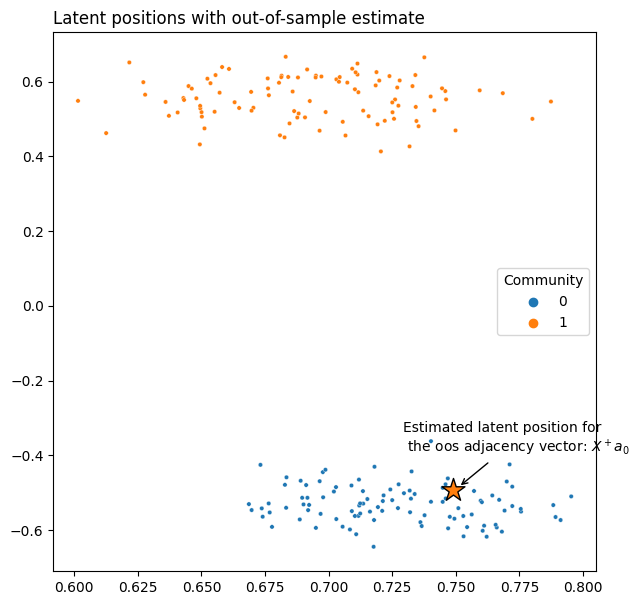 Latent positions with out-of-sample estimate
0.6
0.4
0.2
0.0
−0.2
−0.4
−0.6
Community
0
1
Estimated latent position for
the oos adjacency vector: $X^+a_0$
0.600 0.625 0.650 0.675 0.700 0.725 0.750 0.775 0.800